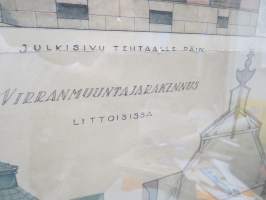 JULKISIVU TEHTAALLE PÄIN
VIRRANMUUNTAJARAKENNUS
LITTOISISSA